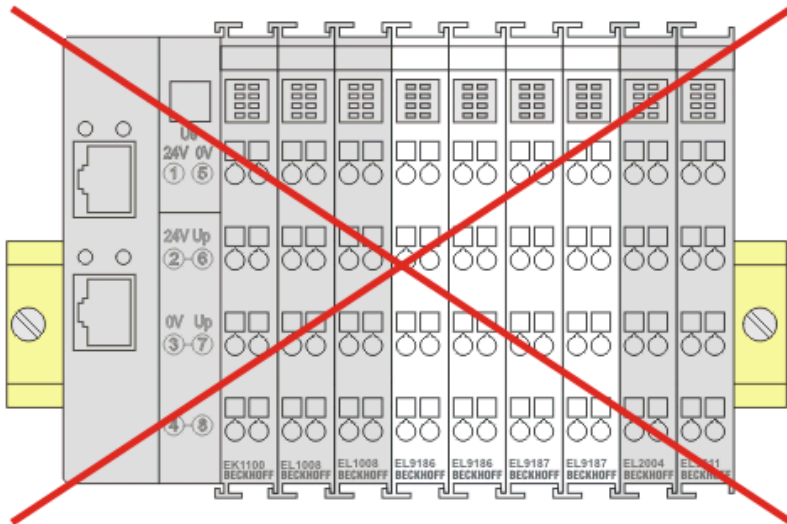 Us
24V 0V
1 5
24V Up
2 6
0V Up
3 7
4 8
EK1100 EL1008 EL1008 EL9186 EL9186 EL9187 EL9187 EL2004
BECKHOFF BECKHOFF BECKHOFF BECKHOFF BECKHOFF BECKHOFF BECKHOFF BECKHOFF BECKHOFF